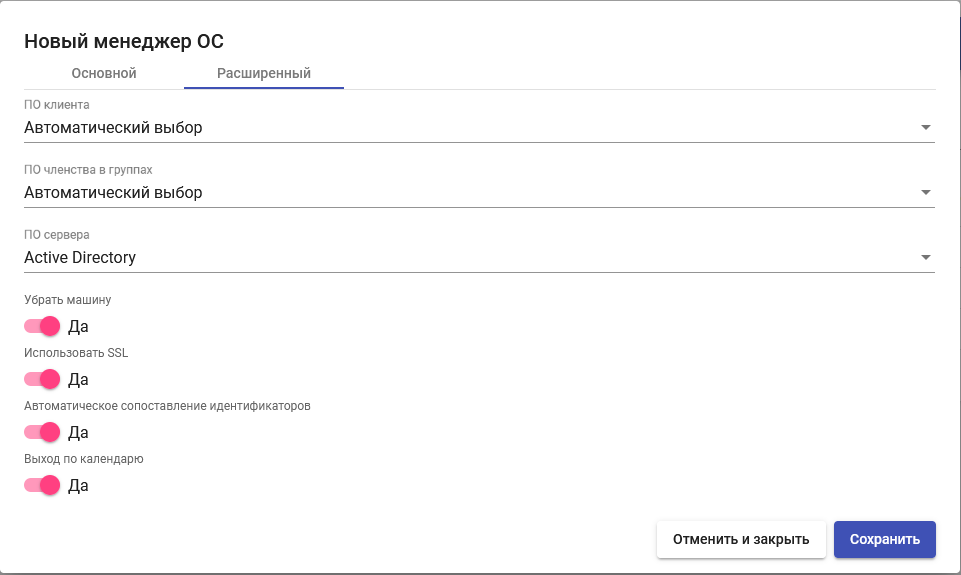 Новый менеджер ОС
Основной Расширенный
ПО клиента
Автоматический выбор
ПО членства в группах
Автоматический выбор
ПО сервера
Active Directory
Убрать машину
Да
Использовать SSL
Да
Автоматическое сопоставление идентификаторов
Да
Выход по календарю
Да
Отменить и закрыть Сохранить